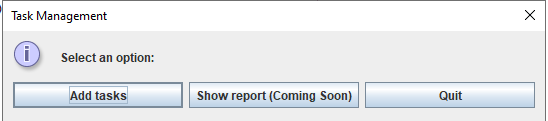 Task Management
Select an option:
Add tasks
Show report (Coming Soon)
Quit